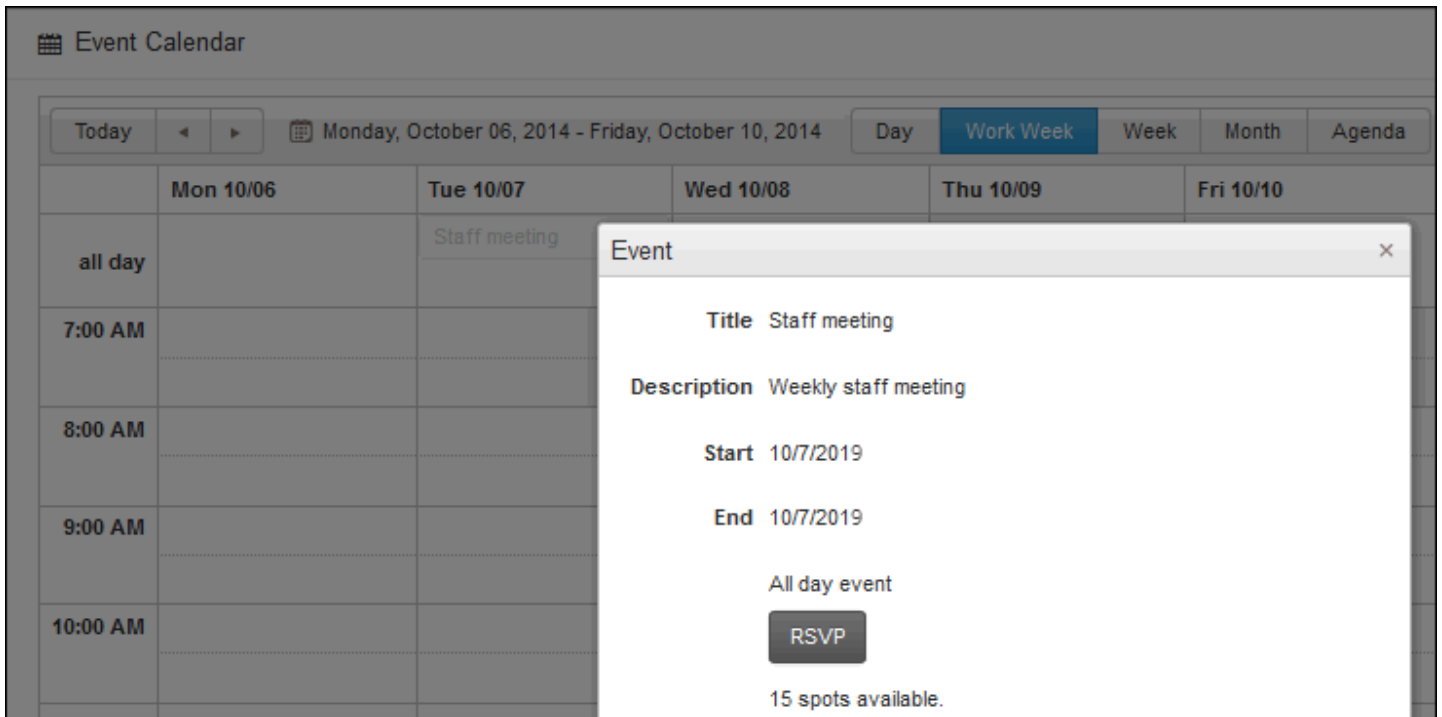 Event Calendar
Today Monday, October 06, 2014 - Friday, October 10, 2014 Day Work Week Week Month Agenda
Mon 10/06 Tue 10/07 Wed 10/08 Thu 10/09 Fri 10/10
all day Staff meeting
Event ×
Title Staff meeting
7:00 AM
Description Weekly staff meeting
8:00 AM
Start 10/7/2019
9:00 AM
End 10/7/2019
All day event
10:00 AM
RSVP
15 spots available.